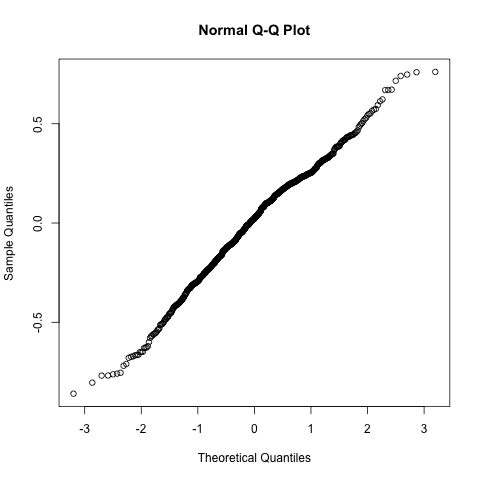 Normal Q-Q Plot
Sample Quantiles
0.5
0.0
-0.5
-3 -2 -1 0 1 2 3
Theoretical Quantiles